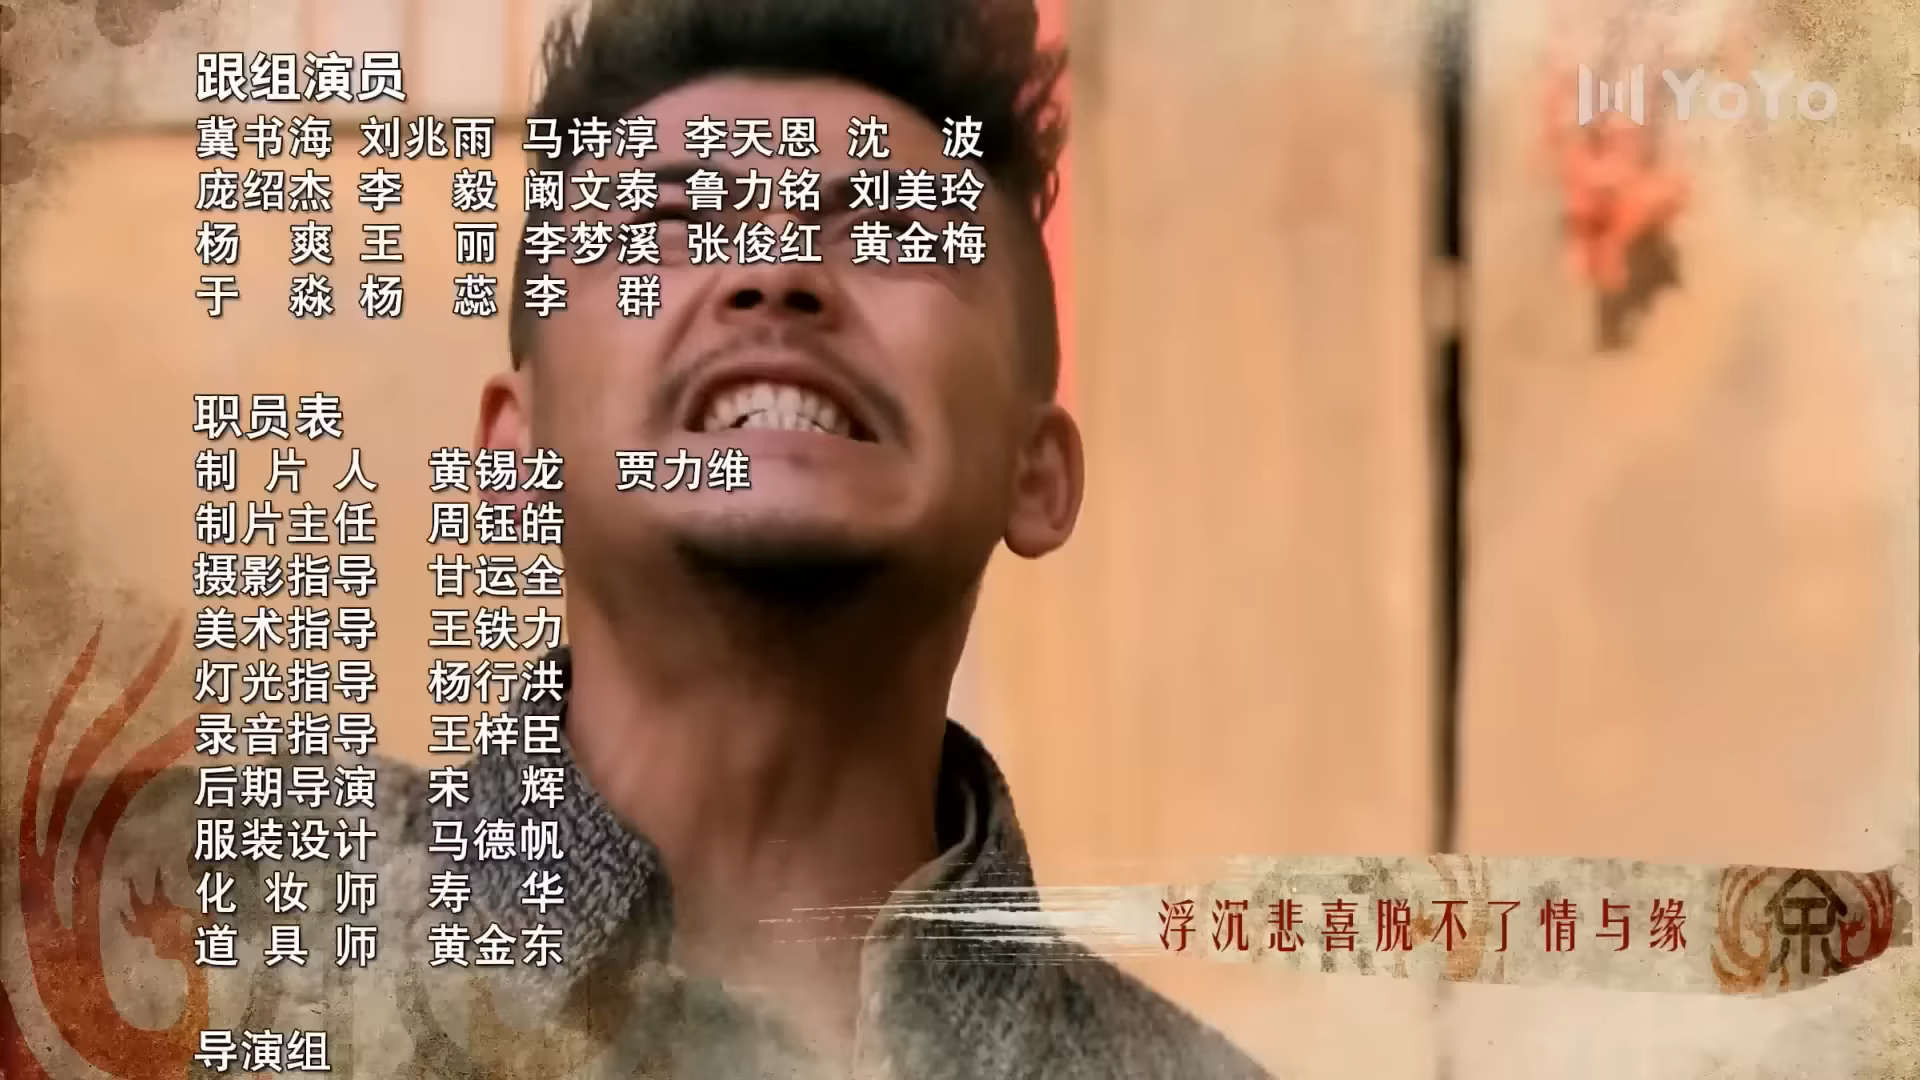 跟组演员
YoYo
冀书海 刘兆雨 马诗淳 李天恩 沈 波
庞绍杰 李 毅 阚文泰 鲁力铭 刘美玲
杨 爽 王 丽 李梦溪 张俊红 黄金梅
于 淼 杨 蕊 李 群
职员表
制片人 黄锡龙 贾力维
制片主任 周钰皓
摄影指导 甘运全
美术指导 王铁力
灯光指导 杨行洪
录音指导 王梓臣
后期导演 宋 辉
服装设计 马德帆
化妆师 寿 华
道具师 黄金东
浮沉悲喜脱不了情与缘
导演组